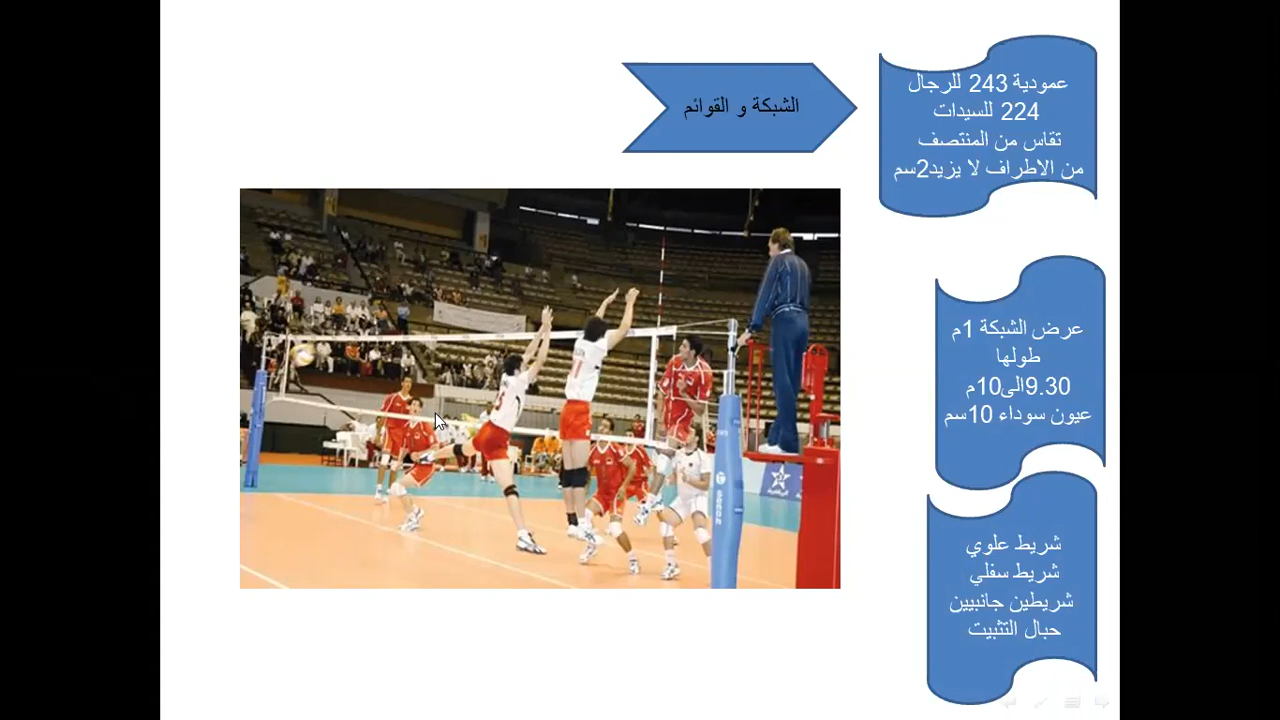 الشبكة و القوائم
عمودية 243 للرجال
224 للسيدات
تقاس من المنتصف
من الاطراف لا يزيد2سم
عرض الشبكة 1م
طولها
9.30الى10م
عيون سوداء 10سم
شريط علوي
شريط سفلي
شريطين جانبيين
حبال التثبيت